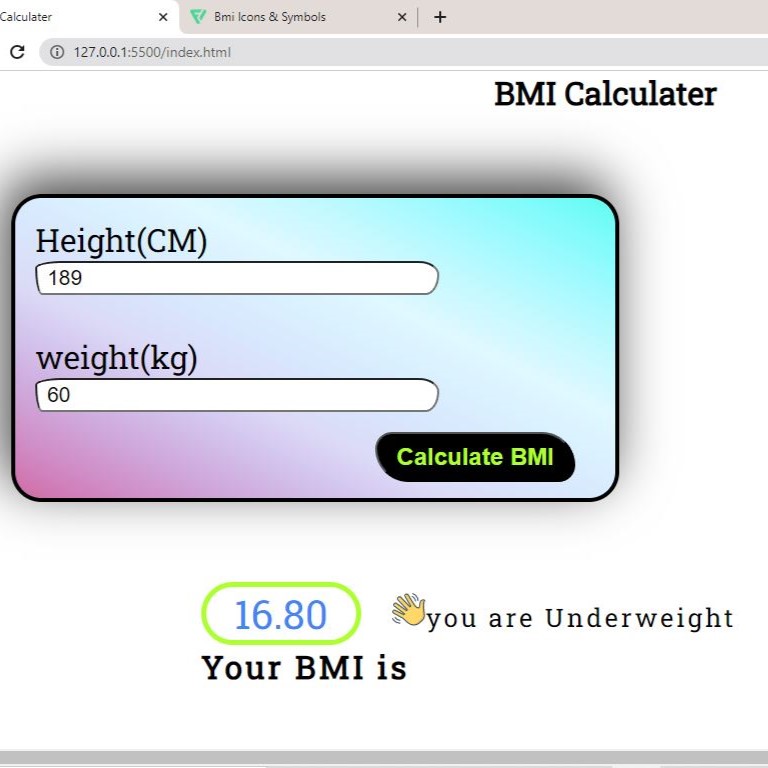 Calculater
Bmi Icons & Symbols
127.0.0.1:5500/index.html
BMI Calculater
Height(CM)
189
weight(kg)
60
Calculate BMI
16.80
👋you are Underweight
Your BMI is